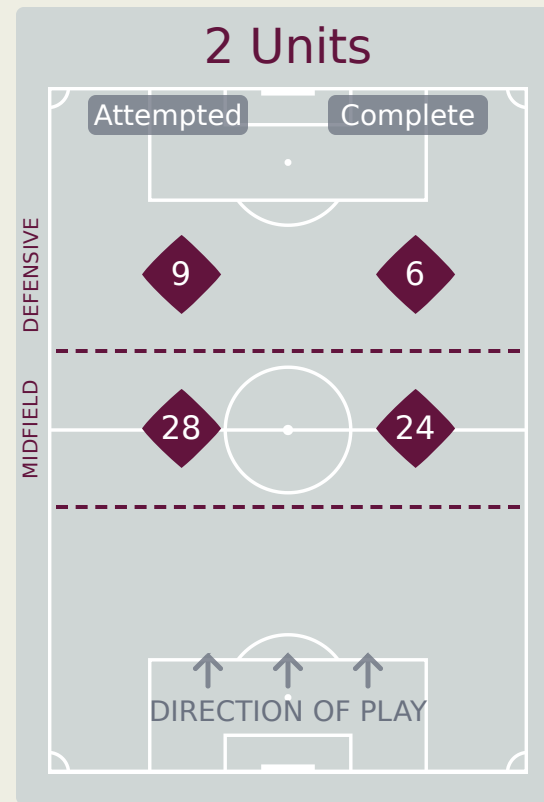 2 Units
Attempted Complete
DEFENSIVE
9 6
MIDFIELD
28 24
DIRECTION OF PLAY